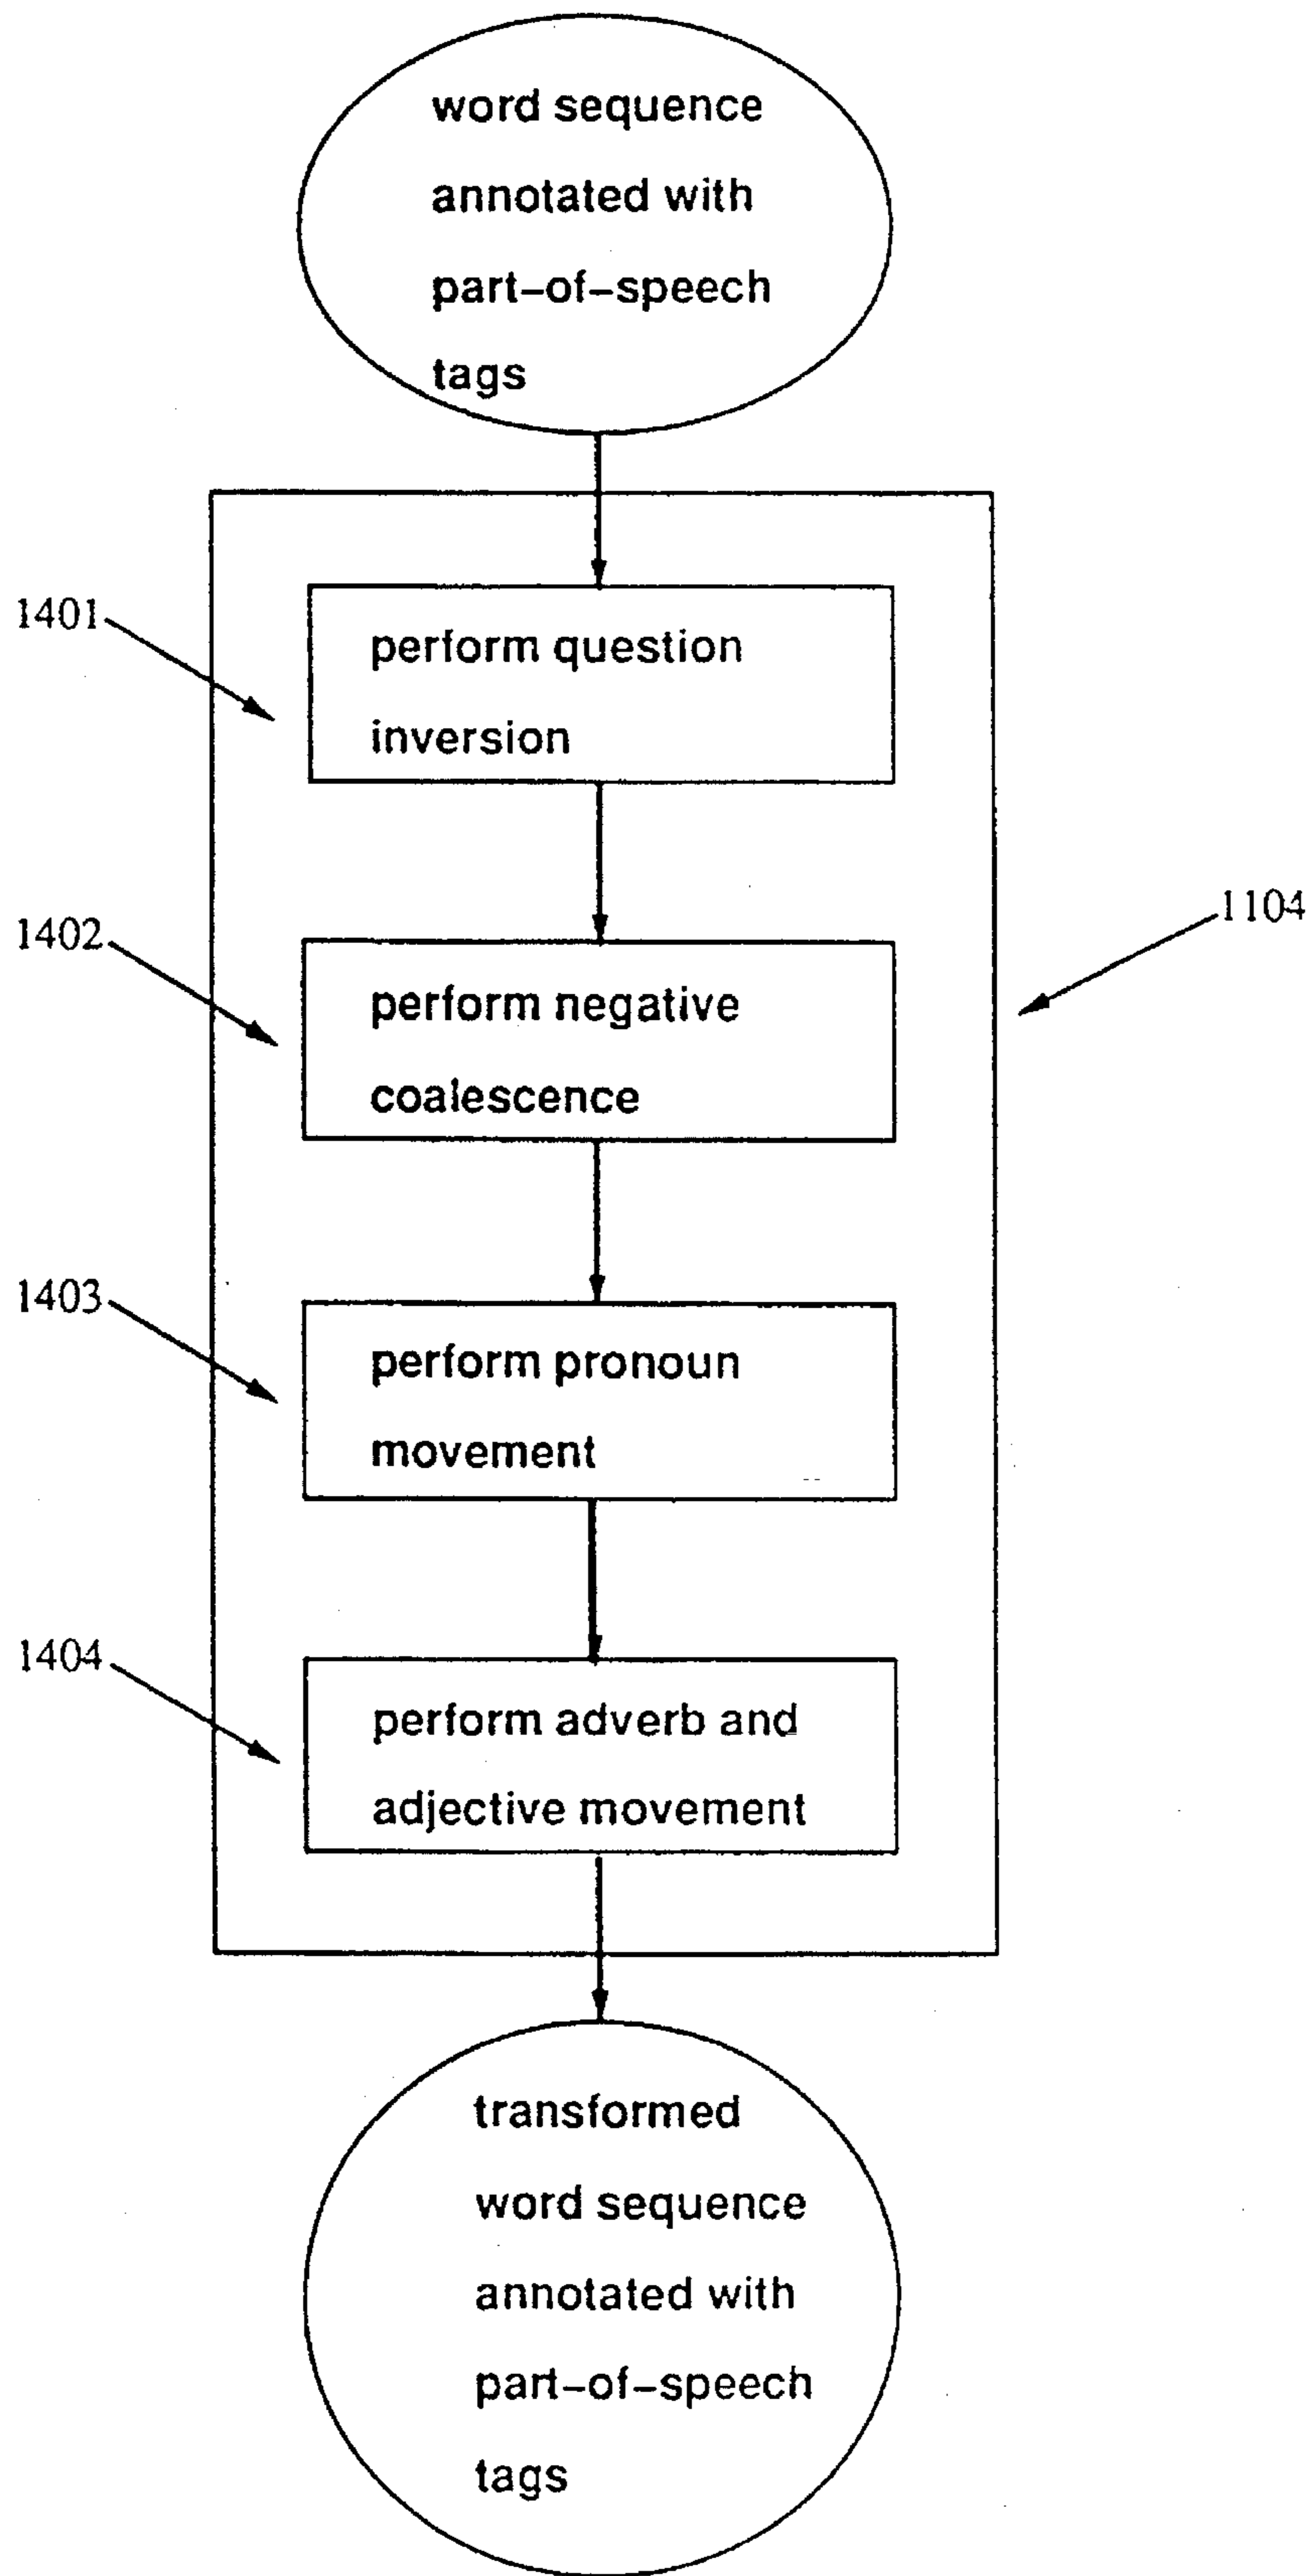 word sequence
annotated with
part–of–speech
tags
1401
perform question
inversion
1104
1402
perform negative
coalescence
1403
perform pronoun
movement
1404
perform adverb and
adjective movement
transformed
word sequence
annotated with
part–of–speech
tags